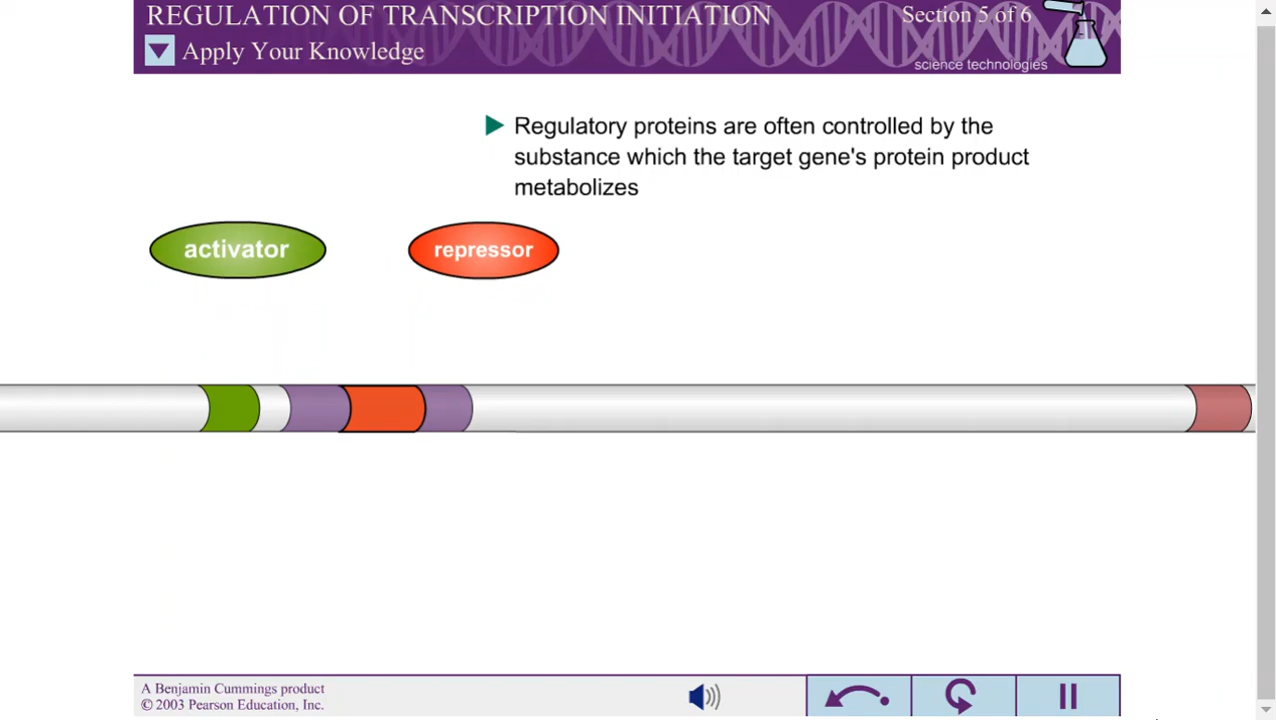 REGULATION OF TRANSCRIPTION INITIATION
Section 5 of 6
Apply Your Knowledge
science technologies
Regulatory proteins are often controlled by the
substance which the target gene's protein product
metabolizes
activator
repressor
A Benjamin Cummings product
© 2003 Pearson Education, Inc.